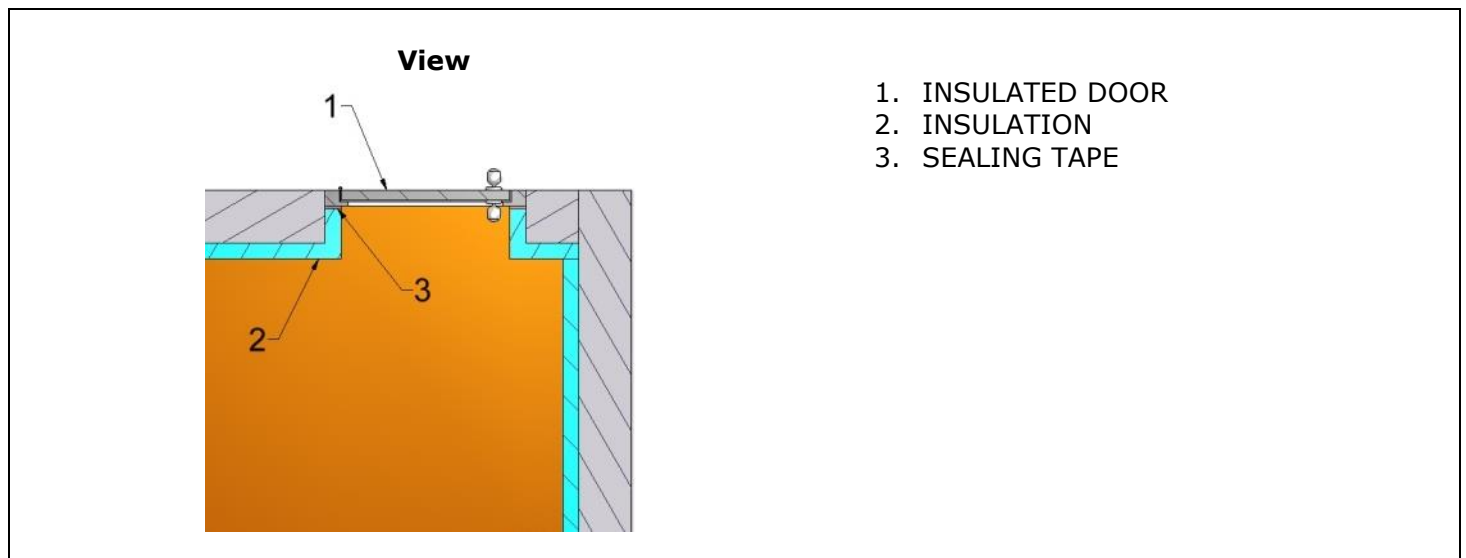 View
1
2
3
1. INSULATED DOOR
2. INSULATION
3. SEALING TAPE